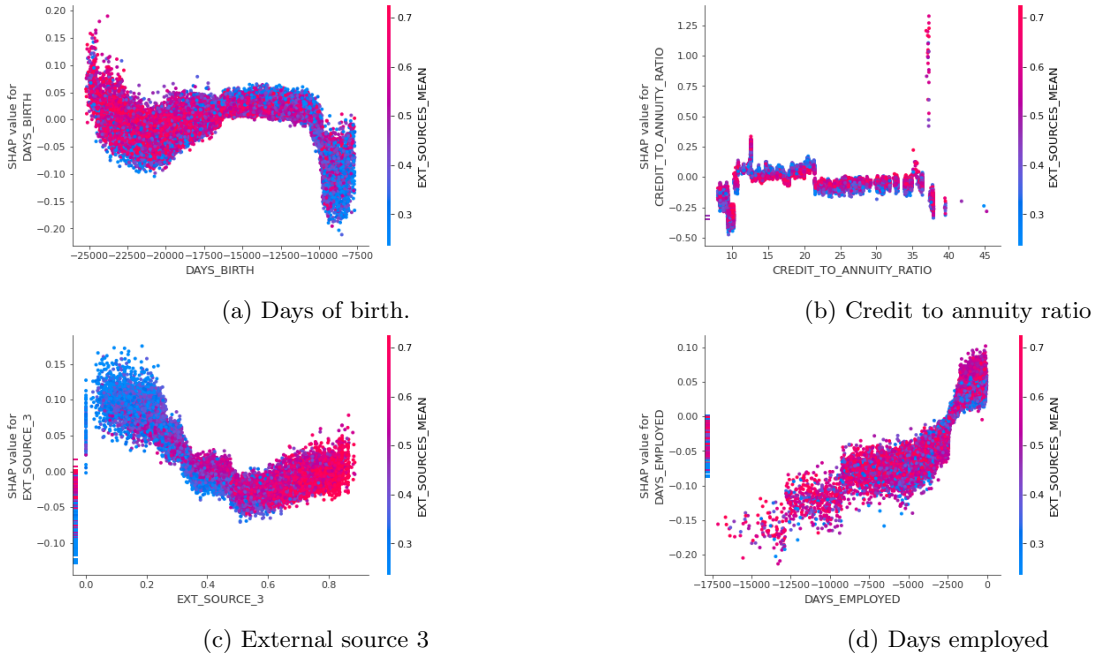 0.20
0.15
0.10
0.05
0.00
−0.05
−0.10
−0.15
−0.20
SHAP value for
DAYS_BIRTH
−25000−22500−20000−17500−15000−12500−10000 −7500
DAYS_BIRTH
0.7
0.6
0.5
0.4
0.3
EXT_SOURCES_MEAN
(a) Days of birth.
1.25
1.00
0.75
0.50
0.25
0.00
−0.25
−0.50
SHAP value for
CREDIT_TO_ANNUITY_RATIO
10 15 20 25 30 35 40 45
CREDIT_TO_ANNUITY_RATIO
0.7
0.6
0.5
0.4
0.3
EXT_SOURCES_MEAN
(b) Credit to annuity ratio
0.15
0.10
0.05
0.00
−0.05
−0.10
SHAP value for
EXT_SOURCE_3
0.0 0.2 0.4 0.6 0.8
EXT_SOURCE_3
0.7
0.6
0.5
0.4
0.3
EXT_SOURCES_MEAN
(c) External source 3
0.10
0.05
0.00
−0.05
−0.10
−0.15
−0.20
SHAP value for
DAYS_EMPLOYED
−17500−15000−12500−10000 −7500 −5000 −2500 0
DAYS_EMPLOYED
0.7
0.6
0.5
0.4
0.3
EXT_SOURCES_MEAN
(d) Days employed